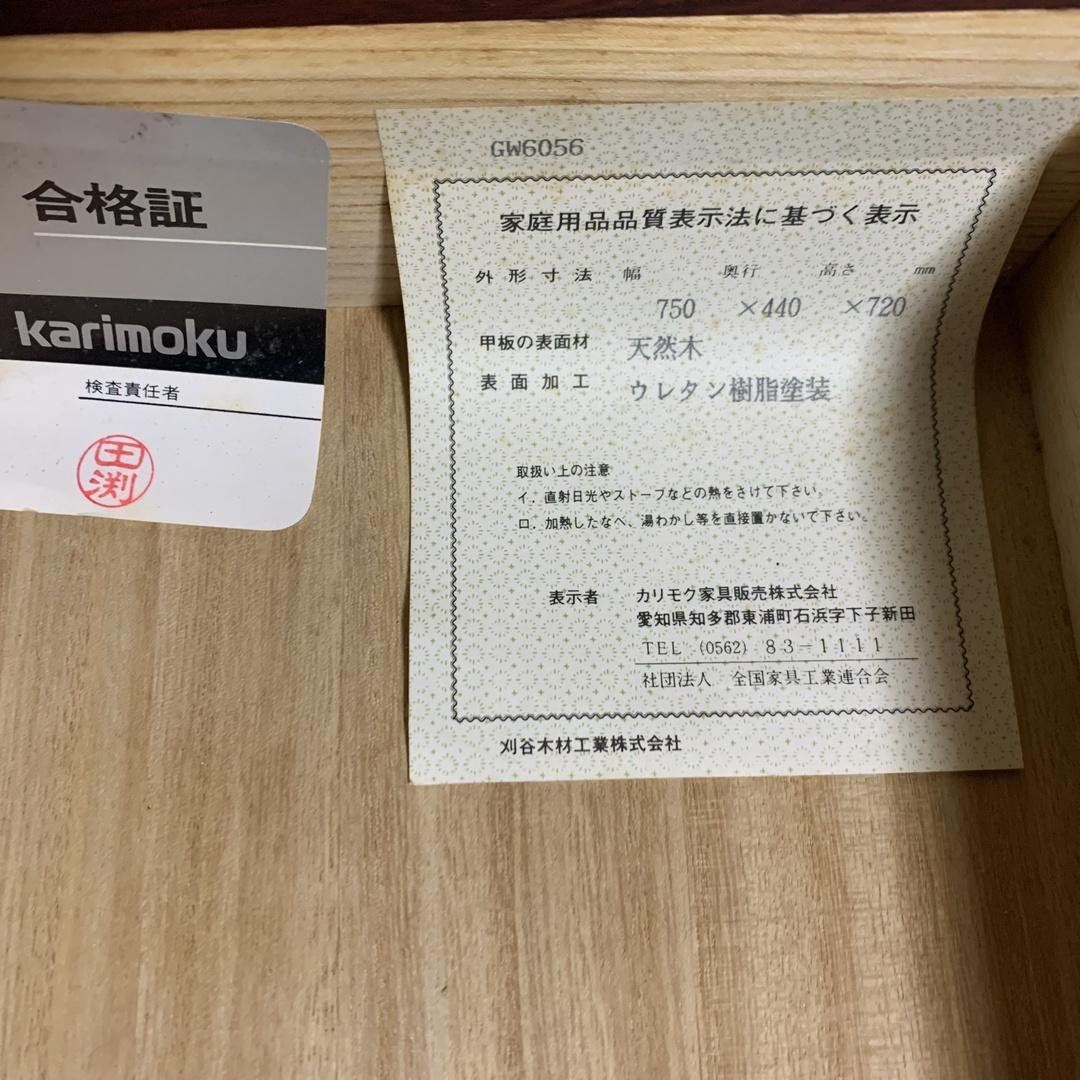 合格証
karimoku
検査責任者
田
渕
GW6056
家庭用品品質表示法に基づく表示
外形寸法 幅 奥行 高さ mm
750 ×440 ×720
甲板の表面材 天然木
表面加工 ウレタン樹脂塗装
取扱い上の注意
イ．直射日光やストーブなどの熱をさけて下さい。
ロ．加熱したなべ、湯わかし等を直接置かないで下さい。
表示者 カリモク家具販売株式会社
愛知県知多郡東浦町石浜字下子新田
TEL (0562) 83-1111
社団法人 全国家具工業連合会
刈谷木材工業株式会社